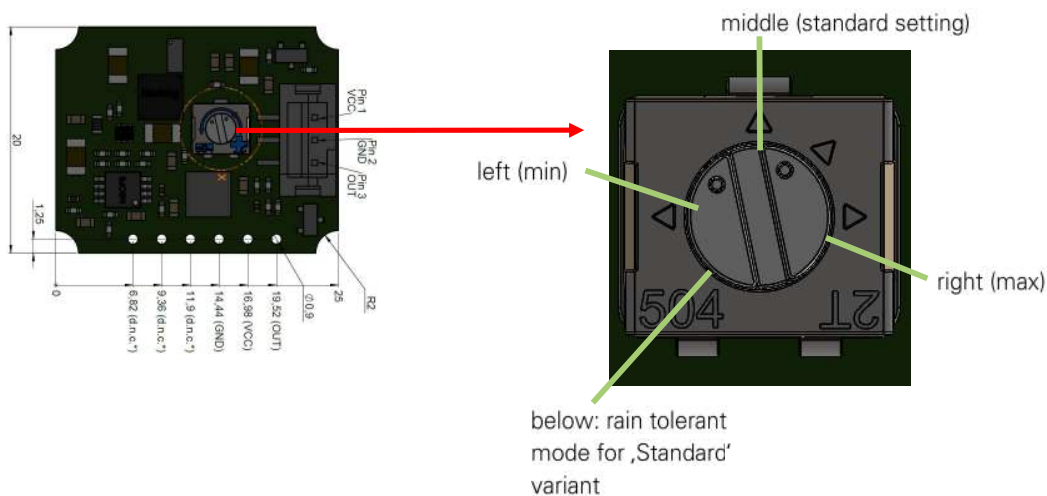 middle (standard setting)
left (min)
right (max)
504
T2
below: rain tolerant
mode for ‚Standard‘
variant
Pin 1
VCC
Pin 2
GND
Pin 3
OUT
X
20
1,25
0
6,82 (d.n.c.*)
9,36 (d.n.c.*)
11,9 (d.n.c.*)
14,44 (GND)
16,98 (VCC)
19,52 (OUT)
∅0,9
25
R2